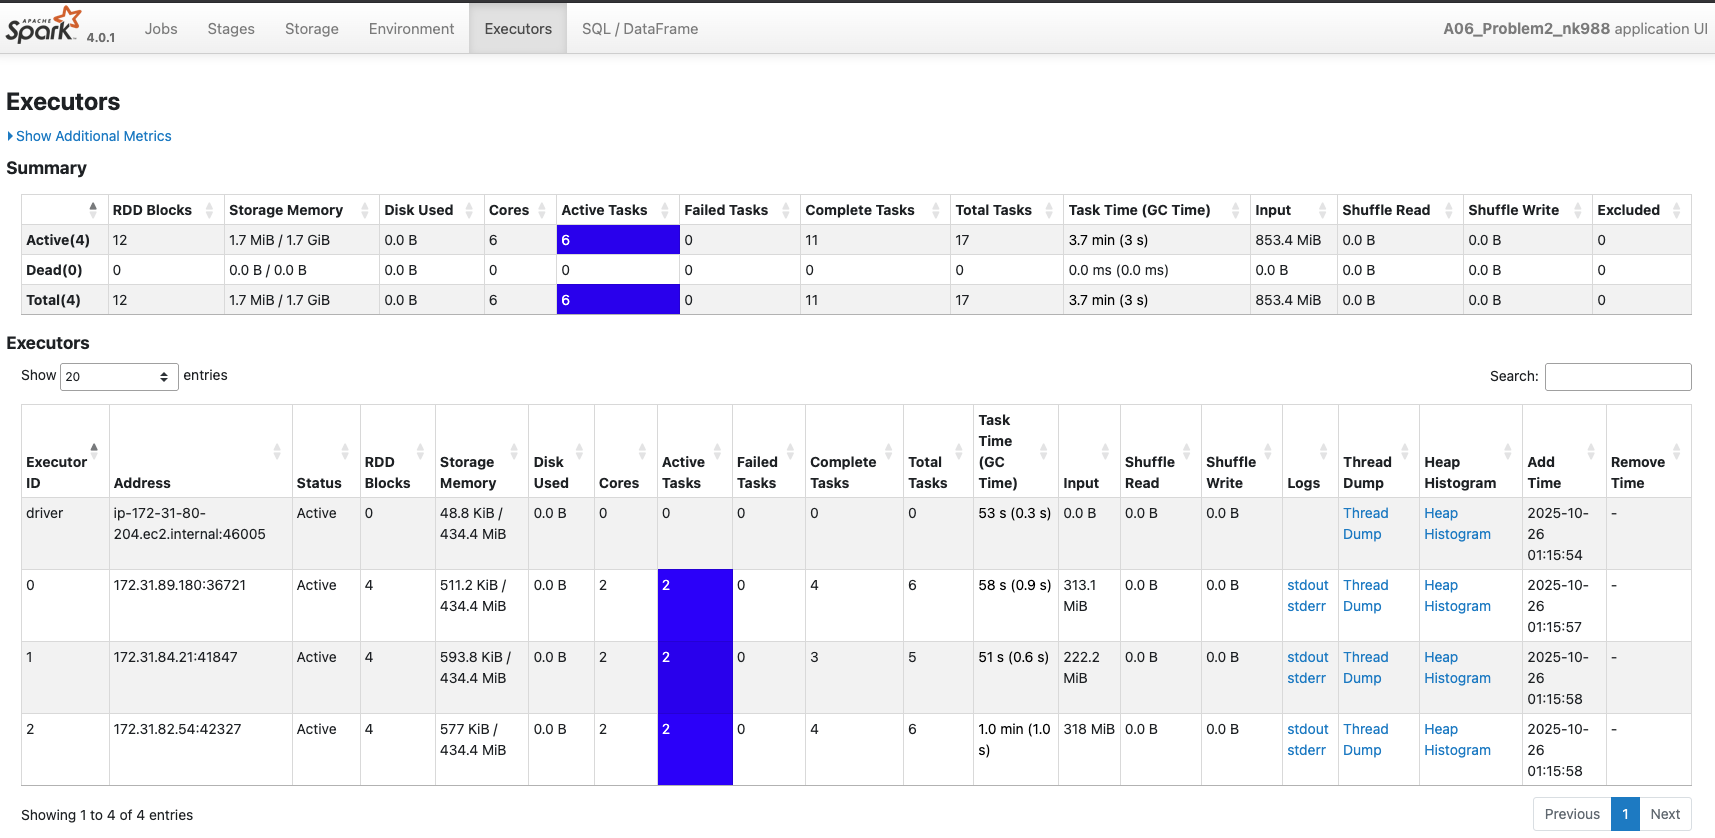 APACHE
Spark 4.0.1 Jobs Stages Storage Environment Executors SQL / DataFrame A06_Problem2_nk988 application UI
Executors
Show Additional Metrics
Summary
RDD Blocks Storage Memory Disk Used Cores Active Tasks Failed Tasks Complete Tasks Total Tasks Task Time (GC Time) Input Shuffle Read Shuffle Write Excluded
Active(4) 12 1.7 MiB / 1.7 GiB 0.0 B 6 6 0 11 17 3.7 min (3 s) 853.4 MiB 0.0 B 0.0 B 0
Dead(0) 0 0.0 B / 0.0 B 0.0 B 0 0 0 0 0 0.0 ms (0.0 ms) 0.0 B 0.0 B 0.0 B 0
Total(4) 12 1.7 MiB / 1.7 GiB 0.0 B 6 6 0 11 17 3.7 min (3 s) 853.4 MiB 0.0 B 0.0 B 0
Executors
Show 20 entries Search:
Task
Time
Executor RDD Storage Disk Active Failed Complete Total (GC Shuffle Shuffle Thread Heap Add Remove
ID Address Status Blocks Memory Used Cores Tasks Tasks Tasks Tasks Time) Input Read Write Logs Dump Histogram Time Time
driver ip-172-31-80- Active 0 48.8 KiB / 0.0 B 0 0 0 0 0 53 s (0.3 s) 0.0 B 0.0 B 0.0 B Thread Heap 2025-10- -
204.ec2.internal:46005 434.4 MiB Dump Histogram 26
01:15:54
0 172.31.89.180:36721 Active 4 511.2 KiB / 0.0 B 2 2 0 4 6 58 s (0.9 s) 313.1 0.0 B 0.0 B stdout Thread Heap 2025-10- -
434.4 MiB MiB stderr Dump Histogram 26
01:15:57
1 172.31.84.21:41847 Active 4 593.8 KiB / 0.0 B 2 2 0 3 5 51 s (0.6 s) 222.2 0.0 B 0.0 B stdout Thread Heap 2025-10- -
434.4 MiB MiB stderr Dump Histogram 26
01:15:58
2 172.31.82.54:42327 Active 4 577 KiB / 0.0 B 2 2 0 4 6 1.0 min (1.0 318 MiB 0.0 B 0.0 B stdout Thread Heap 2025-10- -
434.4 MiB s) stderr Dump Histogram 26
01:15:58
Showing 1 to 4 of 4 entries Previous 1 Next